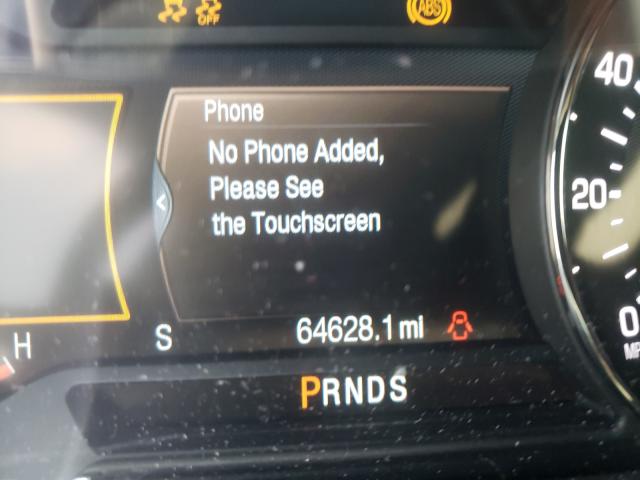 OFF
ABS
Phone
No Phone Added,
Please See
the Touchscreen
40
20
0
H
S
64628.1 mi
PRNDS